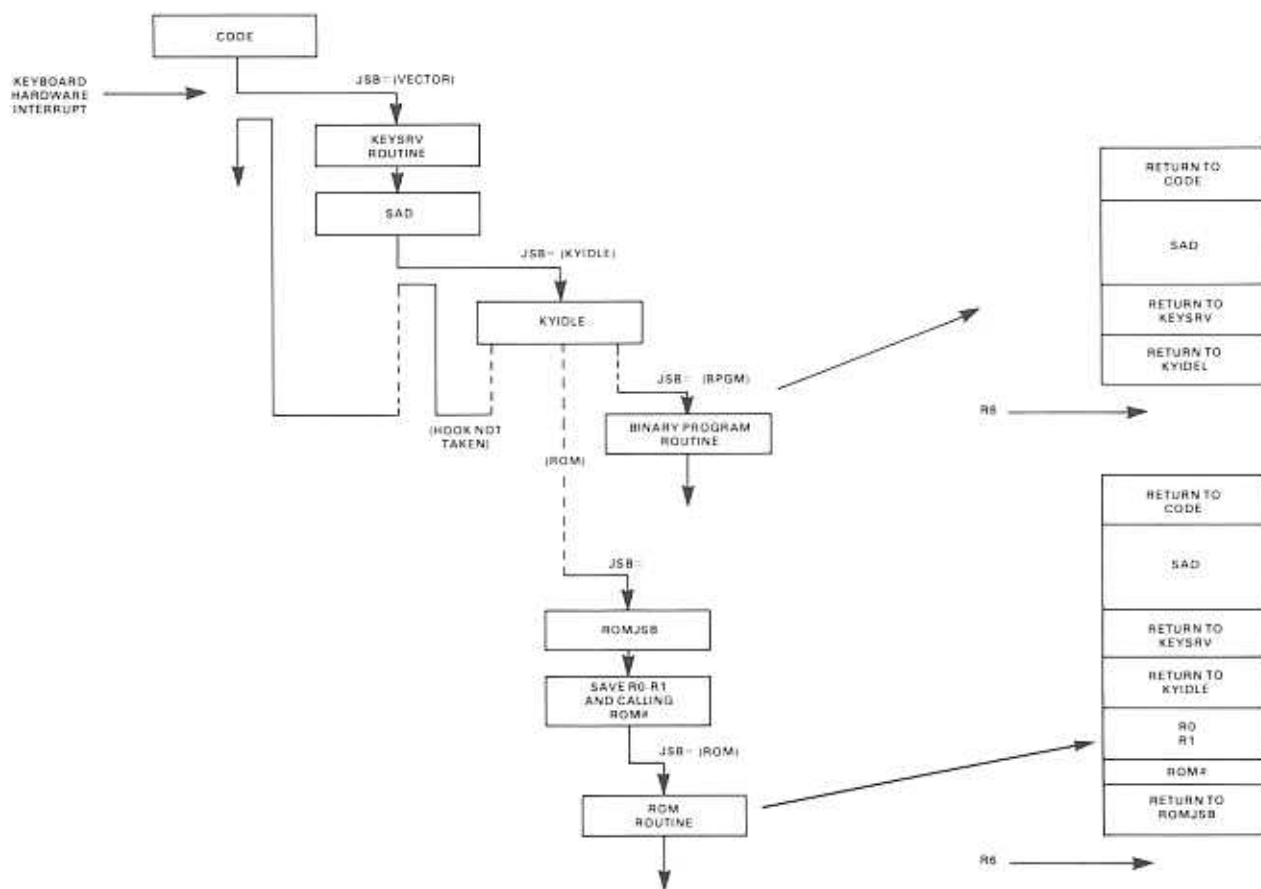 CODE
KEYBOARD
HARDWARE
INTERRUPT
JSB= (VECTOR)
KEYSRV
ROUTINE
SAD
JSB= (KYIDLE)
KYIDLE
JSB= (BPGM)
(HOOK NOT
TAKEN)
BINARY PROGRAM
ROUTINE
(ROM)
JSB=
ROMJSB
SAVE R0-R1
AND CALLING
ROM#
JSB= (ROM)
ROM
ROUTINE
RETURN TO
CODE
SAD
RETURN TO
KEYSRV
RETURN TO
KYIDEL
R6
RETURN TO
CODE
SAD
RETURN TO
KEYSRV
RETURN TO
KYIDLE
R0
R1
ROM#
RETURN TO
ROMJSB
R6